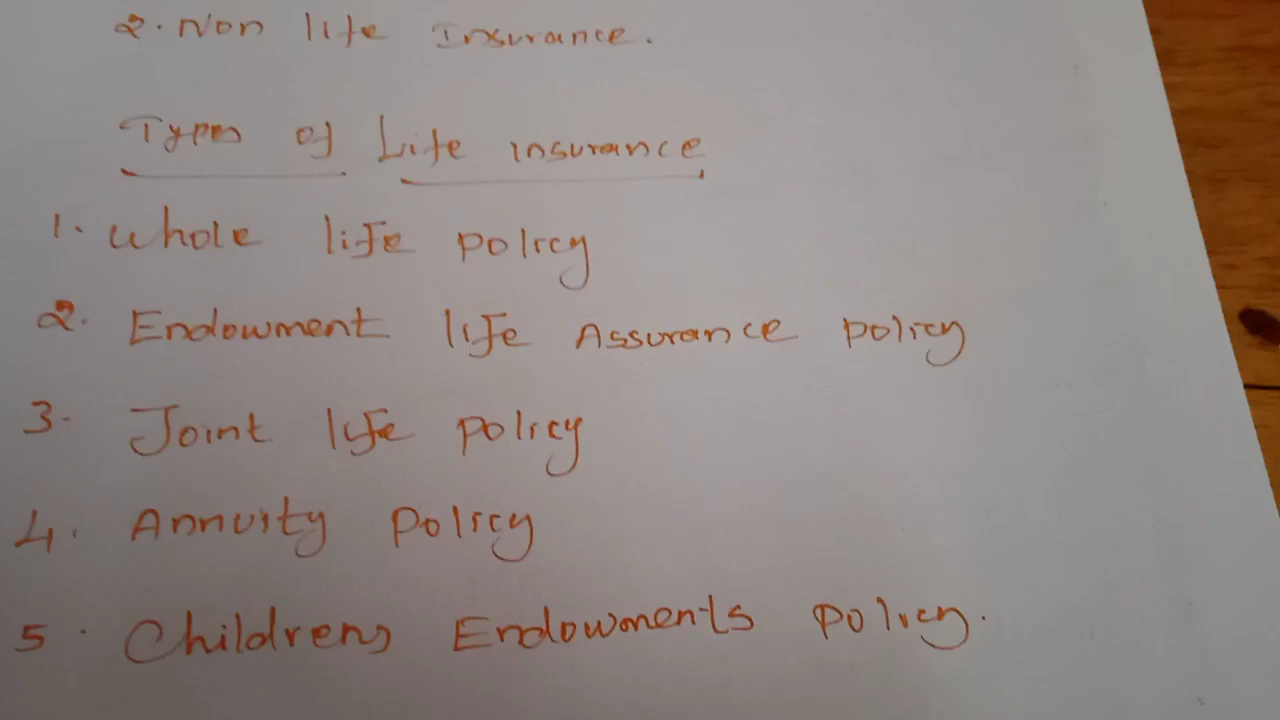 2. Non life Insurance.
Types of Life insurance
1. Whole life policy
2. Endowment life Assurance policy
3. Joint life policy
4. Annuity policy
5. Childrens Endowments policy.